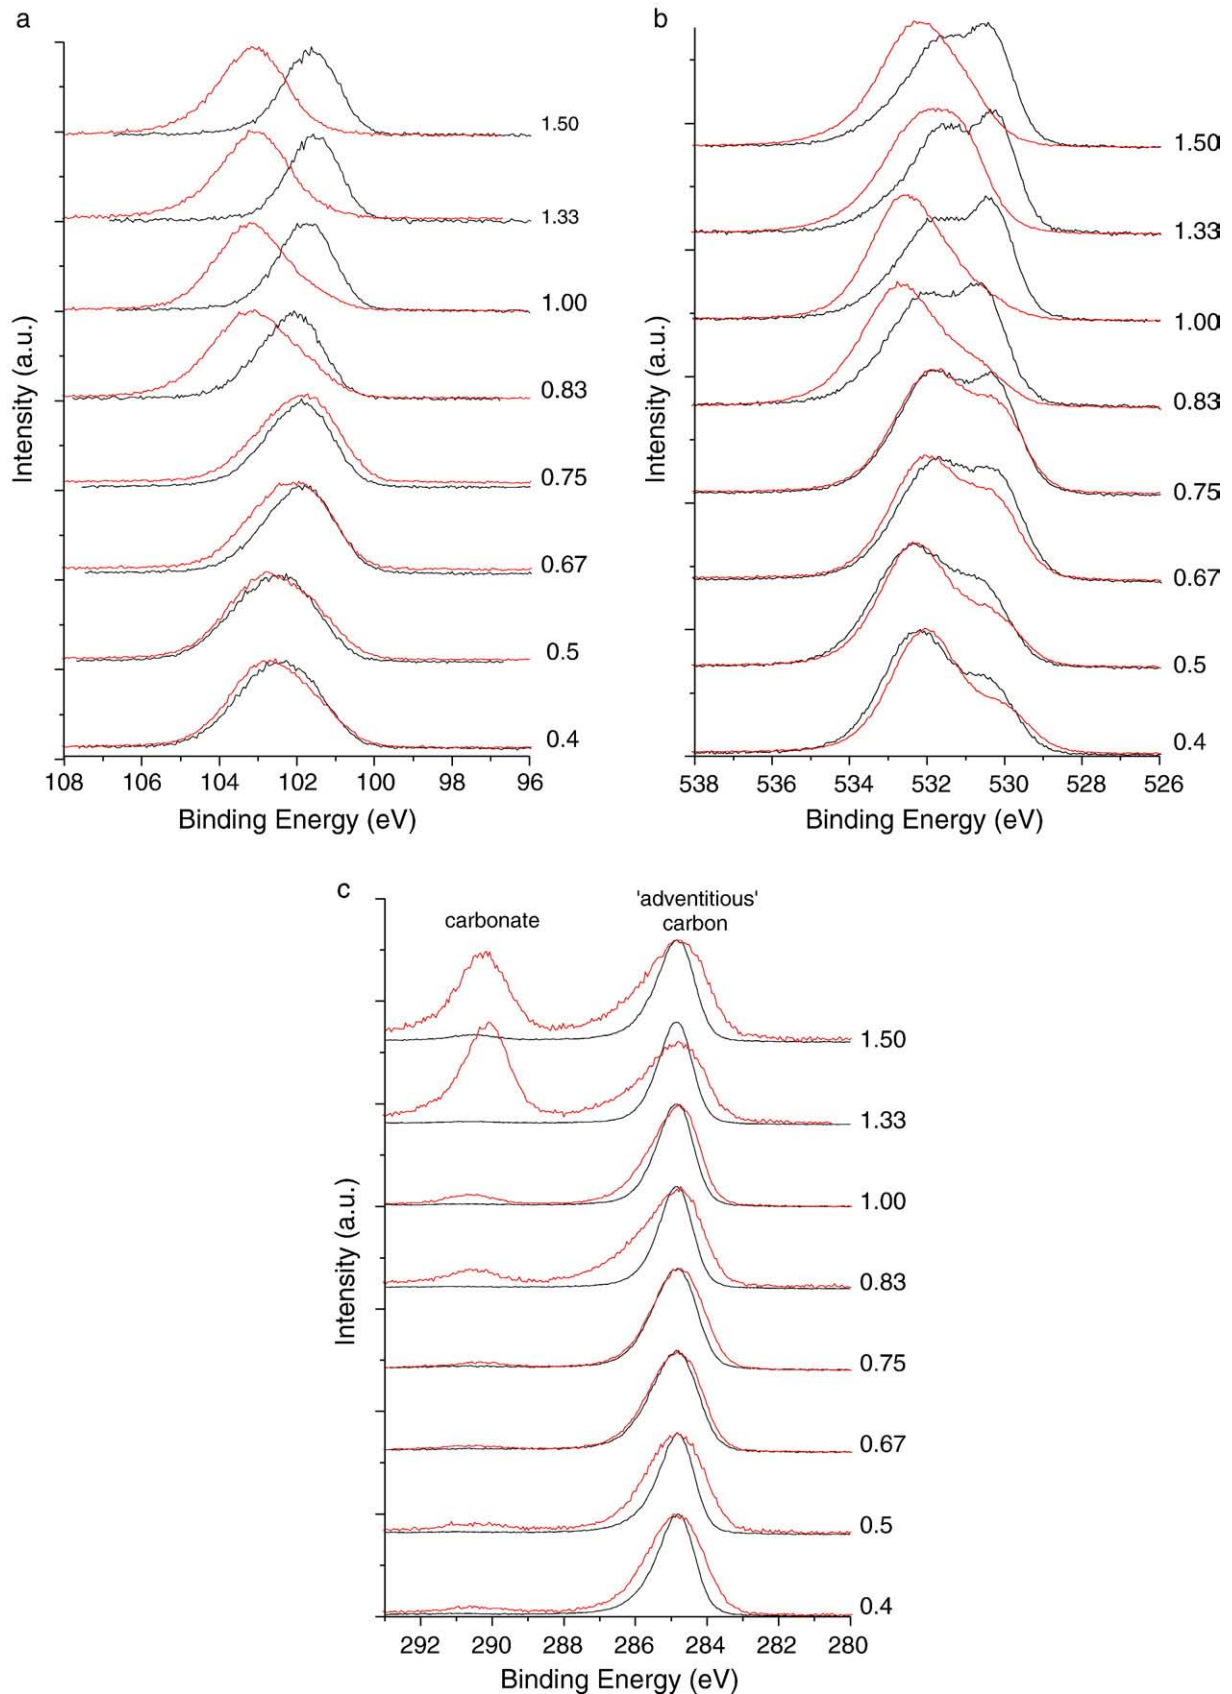 a
1.50
1.33
1.00
0.83
0.75
0.67
0.5
0.4
108 106 104 102 100 98 96
Binding Energy (eV)
Intensity (a.u.)
b
1.50
1.33
1.00
0.83
0.75
0.67
0.5
0.4
538 536 534 532 530 528 526
Binding Energy (eV)
Intensity (a.u.)
c
carbonate
'adventitious'
carbon
1.50
1.33
1.00
0.83
0.75
0.67
0.5
0.4
292 290 288 286 284 282 280
Binding Energy (eV)
Intensity (a.u.)